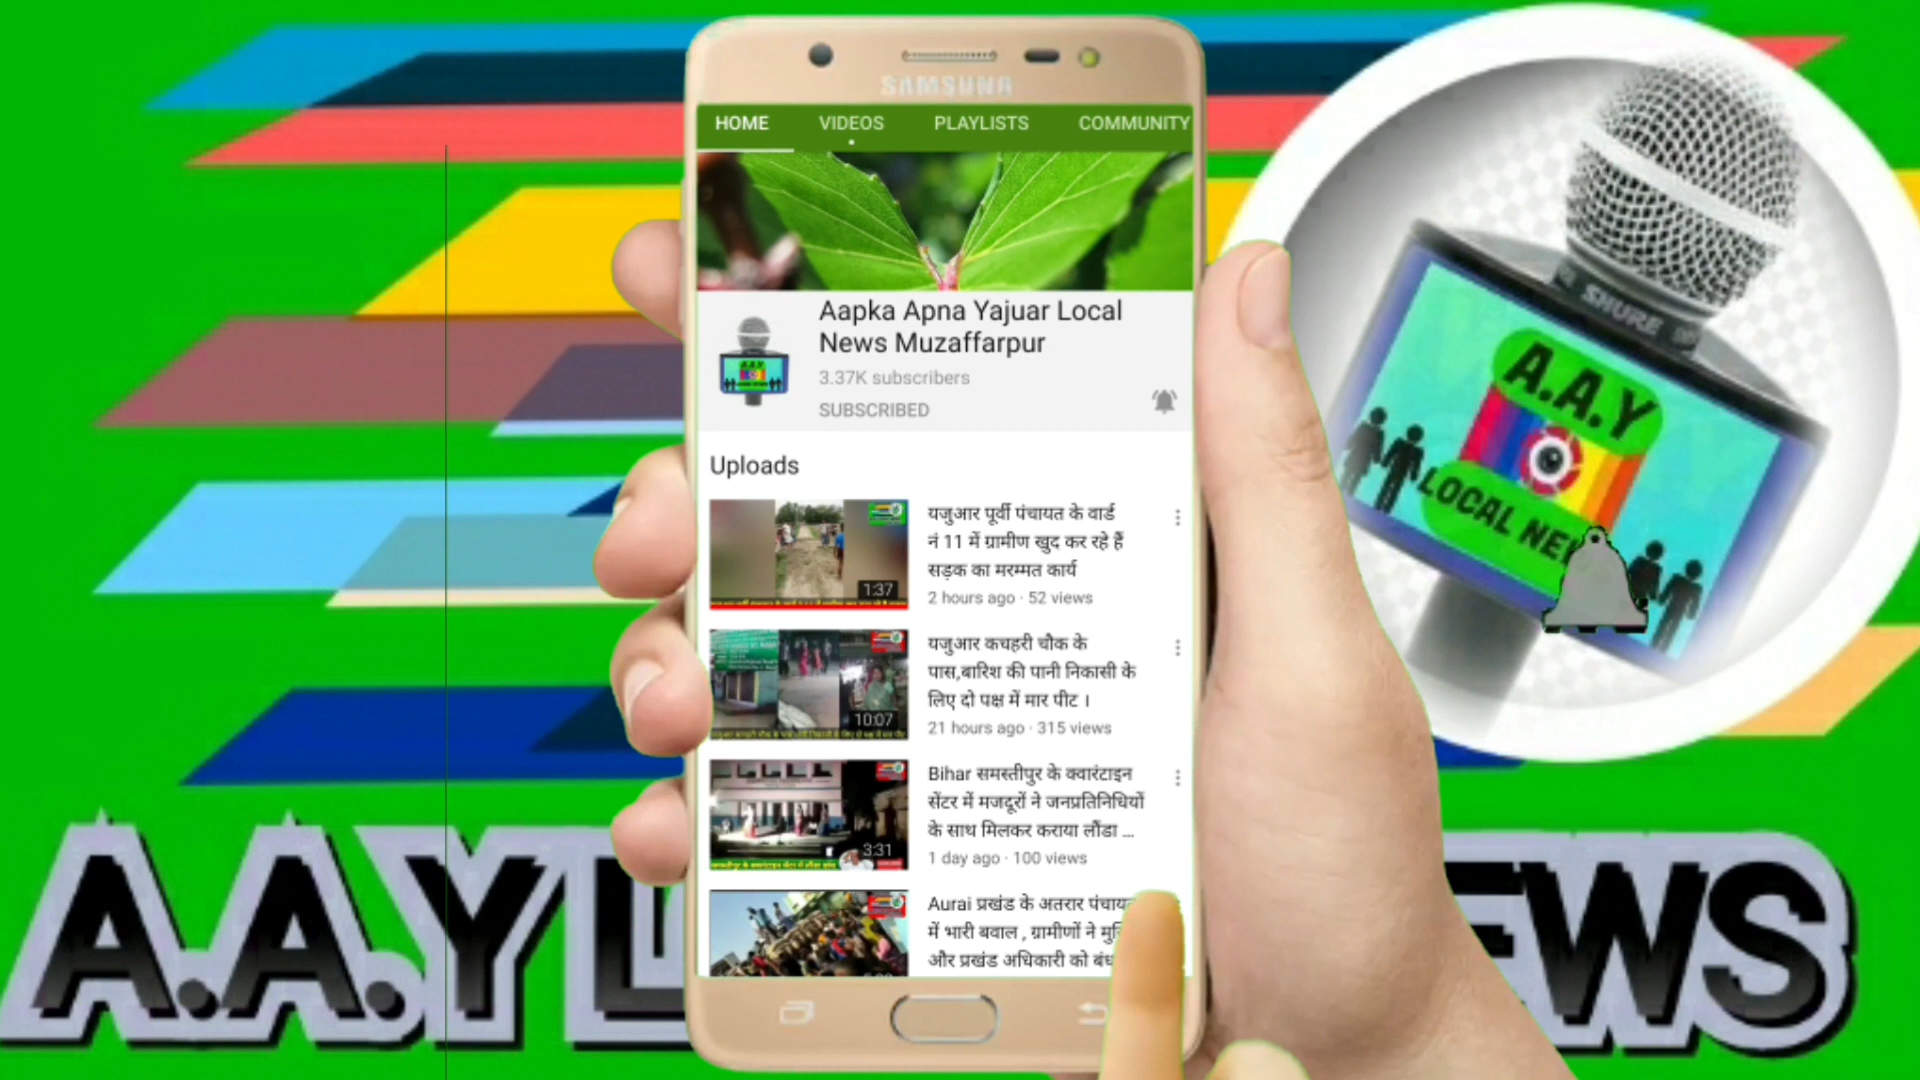 SAMSUNG
HOME VIDEOS PLAYLISTS COMMUNITY
Aapka Apna Yajuar Local
News Muzaffarpur
3.37K subscribers
SUBSCRIBED
Uploads
यजुआर पूर्वी पंचायत के वार्ड
नं 11 में ग्रामीण खुद कर रहे हैं
सड़क का मरम्मत कार्य
2 hours ago · 52 views
1:37
यजुआर कचहरी चौक के
पास,बारिश की पानी निकासी के
लिए दो पक्ष में मार पीट ।
21 hours ago · 315 views
10:07
Bihar समस्तीपुर के क्वारंटाइन
सेंटर में मजदूरों ने जनप्रतिनिधियों
के साथ मिलकर कराया लौंडा ...
1 day ago · 100 views
3:31
Aurai प्रखंड के अतरार
में भारी बवाल , ग्रामीणों ने
और प्रखंड अधिकारी को
SHURE
A.A.Y
LOCAL
A.A.Y